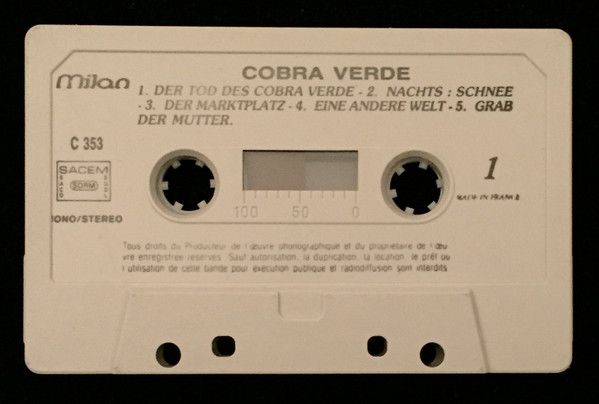 Milan
COBRA VERDE
1. DER TOD DES COBRA VERDE - 2. NACHTS : SCHNEE
- 3. DER MARKTPLATZ - 4. EINE ANDERE WELT - 5. GRAB
DER MUTTER.
C 353
SACEM
SDRM
1
100 50 0
MADE IN FRANCE
ONO/STEREO
Tous droits du Producteur de l'œuvre phonographique et du propriétaire de l'œu
vre enregistrée réservés. Sauf autorisation, la duplication, la location, le prêt ou
l utilisation de cette bande pour exécution publique et radiodiffusion sont interdits